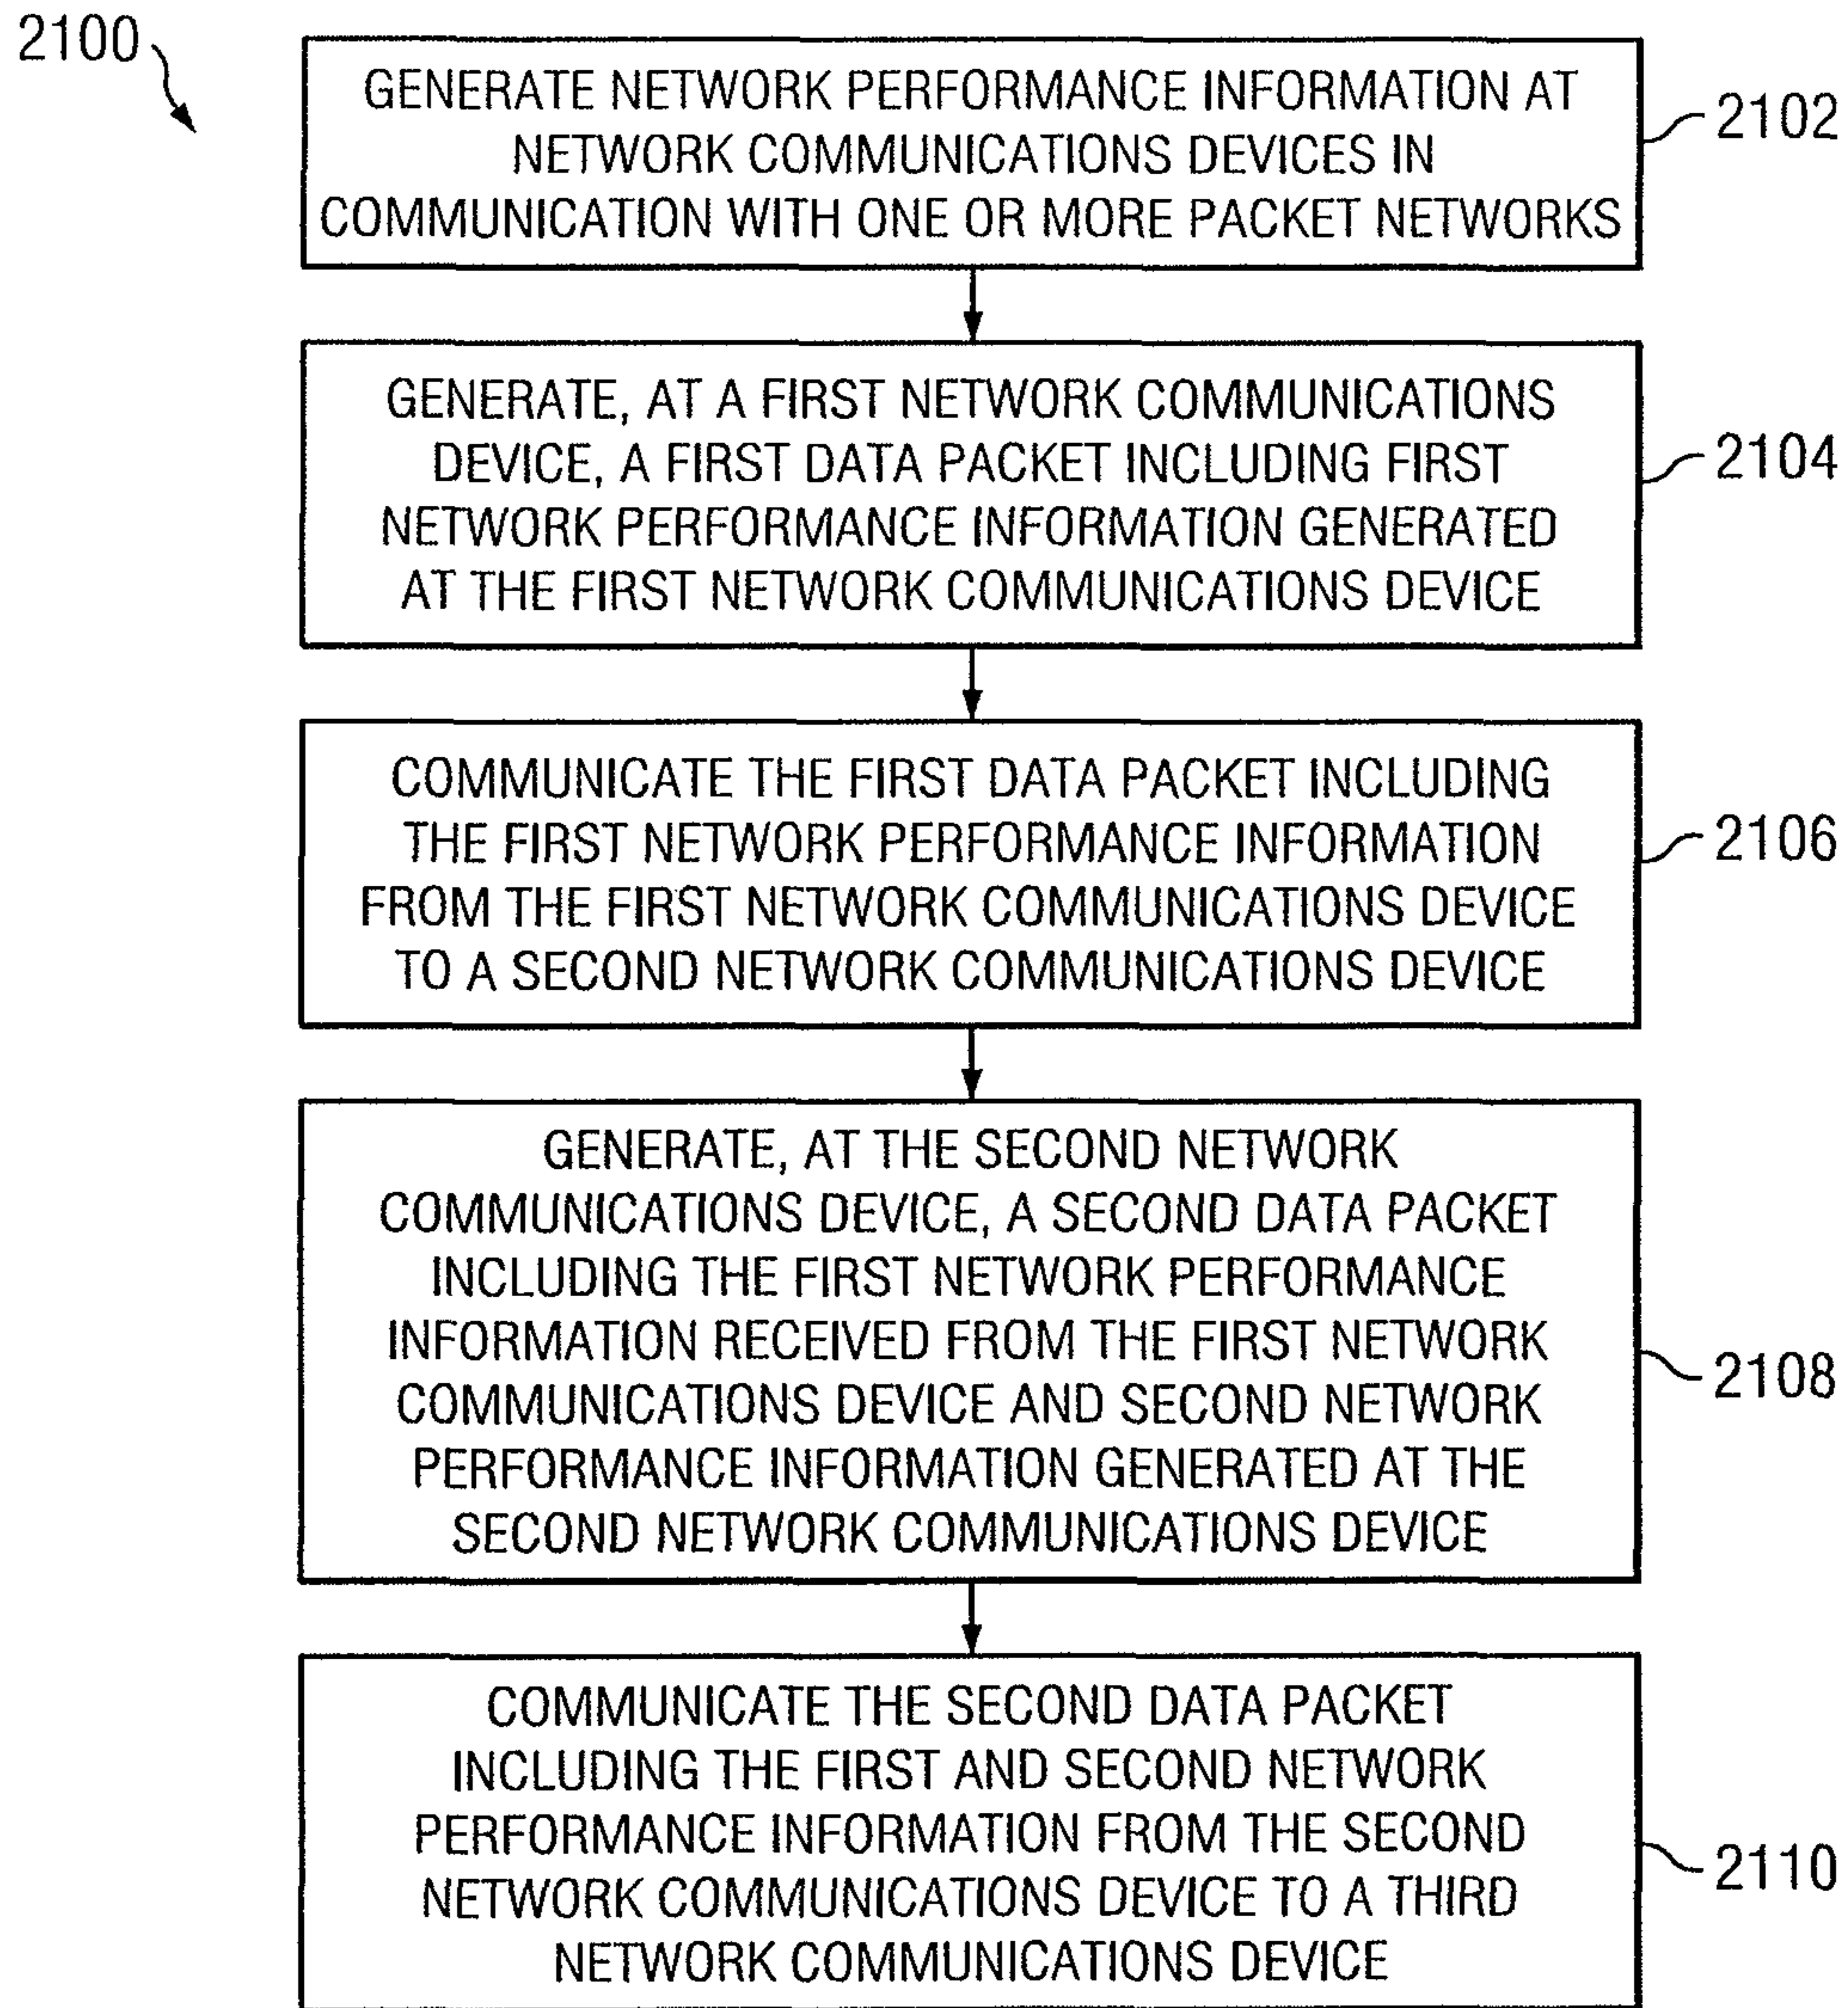 2100
GENERATE NETWORK PERFORMANCE INFORMATION AT
NETWORK COMMUNICATIONS DEVICES IN
COMMUNICATION WITH ONE OR MORE PACKET NETWORKS
2102
GENERATE, AT A FIRST NETWORK COMMUNICATIONS
DEVICE, A FIRST DATA PACKET INCLUDING FIRST
NETWORK PERFORMANCE INFORMATION GENERATED
AT THE FIRST NETWORK COMMUNICATIONS DEVICE
2104
COMMUNICATE THE FIRST DATA PACKET INCLUDING
THE FIRST NETWORK PERFORMANCE INFORMATION
FROM THE FIRST NETWORK COMMUNICATIONS DEVICE
TO A SECOND NETWORK COMMUNICATIONS DEVICE
2106
GENERATE, AT THE SECOND NETWORK
COMMUNICATIONS DEVICE, A SECOND DATA PACKET
INCLUDING THE FIRST NETWORK PERFORMANCE
INFORMATION RECEIVED FROM THE FIRST NETWORK
COMMUNICATIONS DEVICE AND SECOND NETWORK
PERFORMANCE INFORMATION GENERATED AT THE
SECOND NETWORK COMMUNICATIONS DEVICE
2108
COMMUNICATE THE SECOND DATA PACKET
INCLUDING THE FIRST AND SECOND NETWORK
PERFORMANCE INFORMATION FROM THE SECOND
NETWORK COMMUNICATIONS DEVICE TO A THIRD
NETWORK COMMUNICATIONS DEVICE
2110